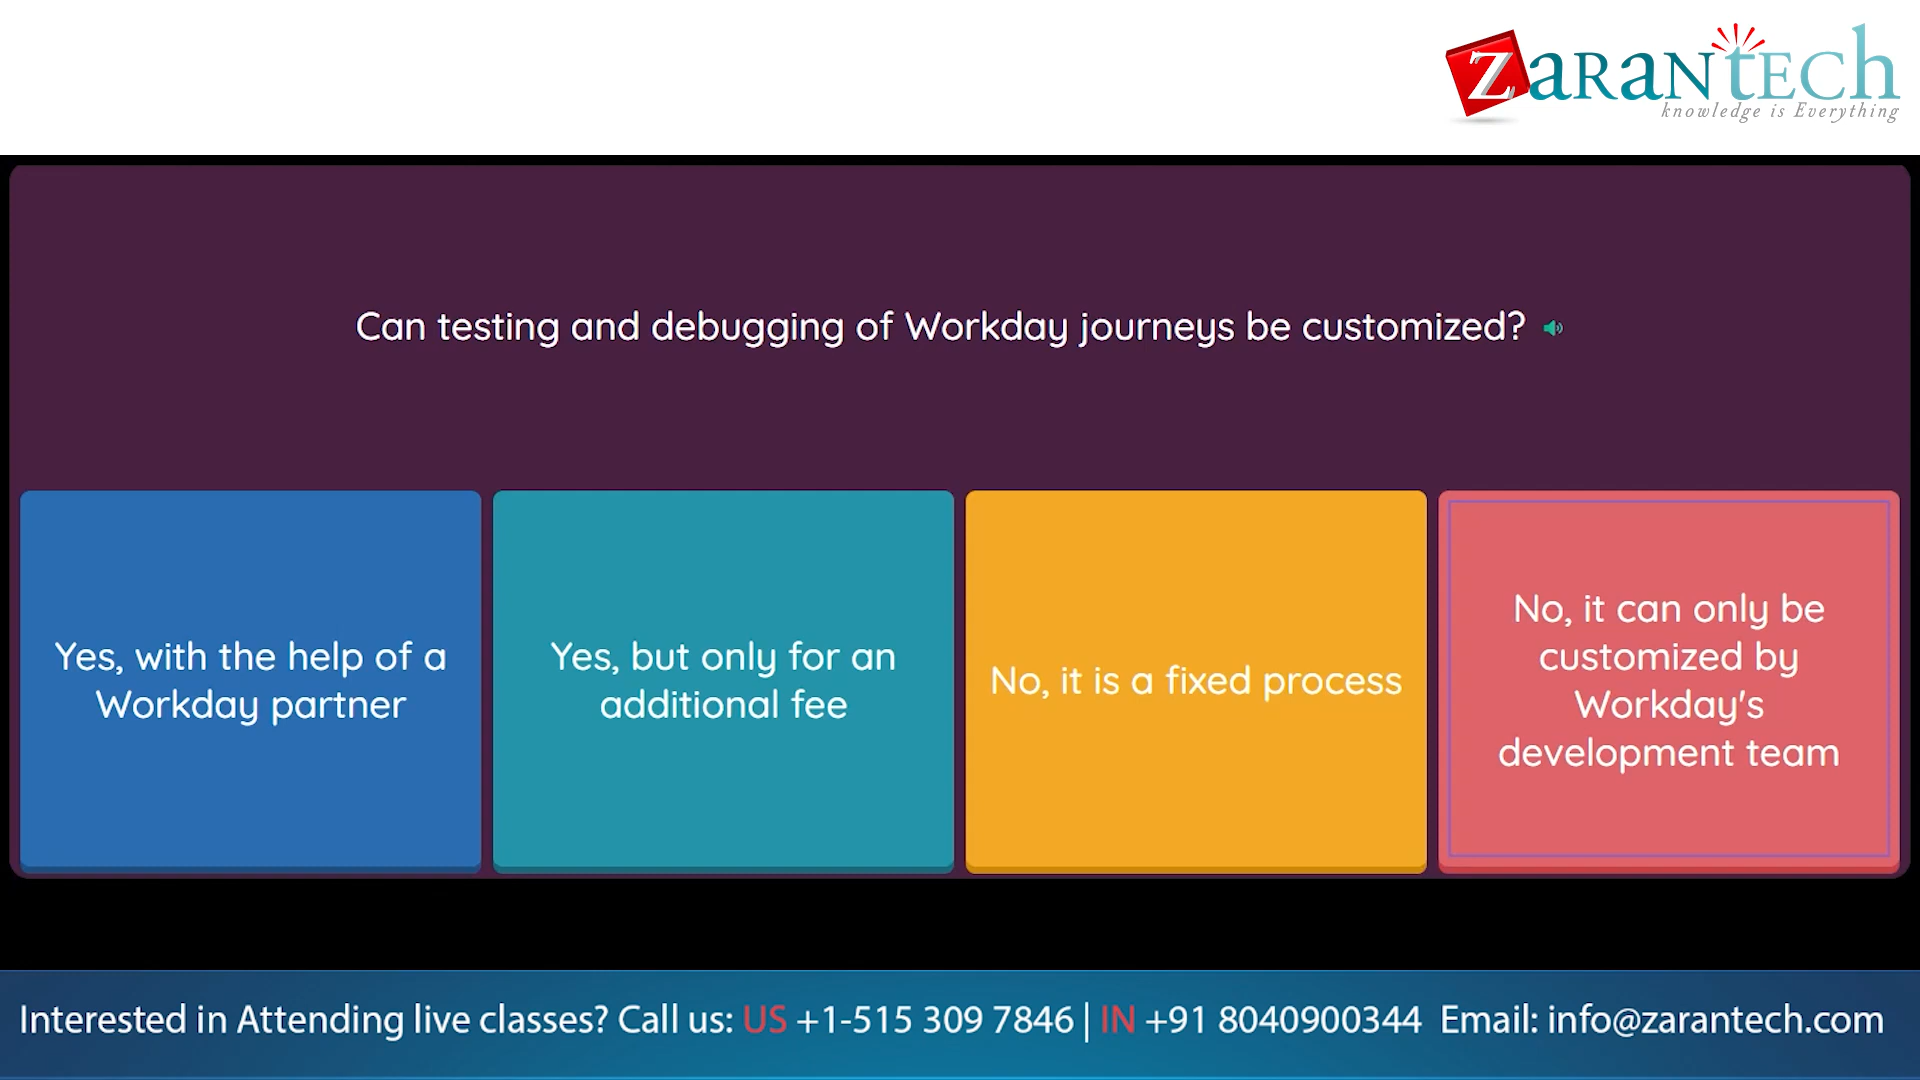 ZaranTech
knowledge is Everything
Can testing and debugging of Workday journeys be customized?
Yes, with the help of a
Workday partner
Yes, but only for an
additional fee
No, it is a fixed process
No, it can only be
customized by
Workday's
development team
Interested in Attending live classes? Call us: US +1-515 309 7846 | IN +91 8040900344 Email: info@zarantech.com